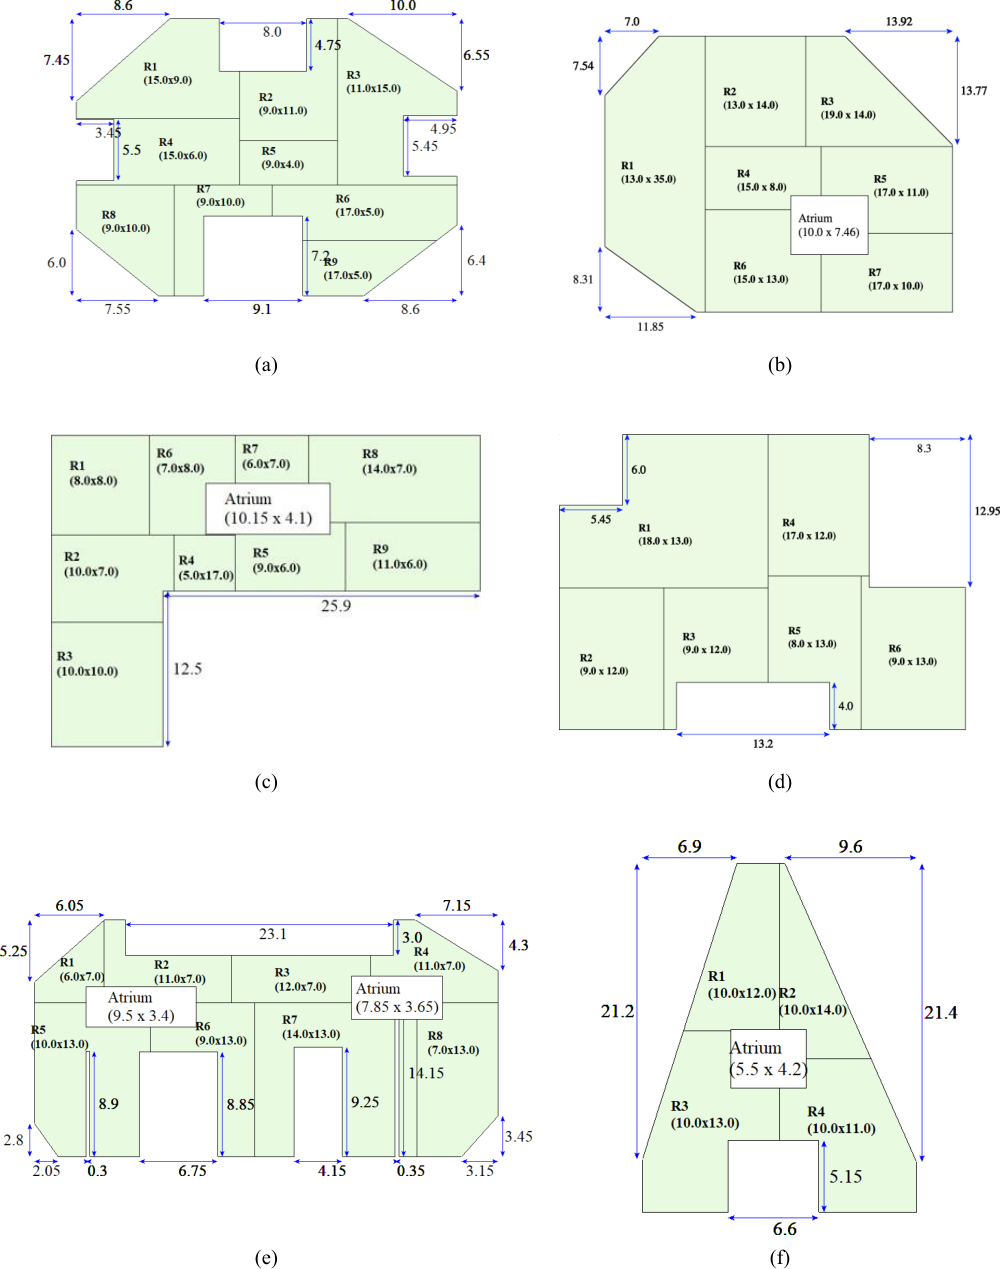 8.6
10.0
8.0
4.75
7.45
6.55
R1
(15.0x9.0)
R3
(11.0x15.0)
R2
(9.0x11.0)
3.45
4.95
5.5
5.45
R4
(15.0x6.0)
R5
(9.0x4.0)
R7
(9.0x10.0)
R6
(17.0x5.0)
R8
(9.0x10.0)
6.0
7.2
R9
(17.0x5.0)
6.4
7.55
9.1
8.6
(a)
7.0
13.92
7.54
13.77
R2
(13.0 x 14.0)
R3
(19.0 x 14.0)
R1
(13.0 x 35.0)
R4
(15.0 x 8.0)
R5
(17.0 x 11.0)
Atrium
(10.0 x 7.46)
R6
(15.0 x 13.0)
R7
(17.0 x 10.0)
8.31
11.85
(b)
R1
(8.0x8.0)
R6
(7.0x8.0)
R7
(6.0x7.0)
R8
(14.0x7.0)
Atrium
(10.15 x 4.1)
R2
(10.0x7.0)
R4
(5.0x17.0)
R5
(9.0x6.0)
R9
(11.0x6.0)
25.9
R3
(10.0x10.0)
12.5
(c)
6.0
8.3
5.45
12.95
R1
(18.0 x 13.0)
R4
(17.0 x 12.0)
R2
(9.0 x 12.0)
R3
(9.0 x 12.0)
R5
(8.0 x 13.0)
R6
(9.0 x 13.0)
4.0
13.2
(d)
6.05
7.15
23.1
3.0
5.25
4.3
R1
(6.0x7.0)
R2
(11.0x7.0)
R3
(12.0x7.0)
R4
(11.0x7.0)
Atrium
(9.5 x 3.4)
Atrium
(7.85 x 3.65)
R5
(10.0x13.0)
R6
(9.0x13.0)
R7
(14.0x13.0)
R8
(7.0x13.0)
14.15
8.9
8.85
9.25
2.8
3.45
2.05
0.3
6.75
4.15
0.35
3.15
(e)
6.9
9.6
R1
(10.0x12.0)
R2
(10.0x14.0)
21.2
21.4
Atrium
(5.5 x 4.2)
R3
(10.0x13.0)
R4
(10.0x11.0)
5.15
6.6
(f)